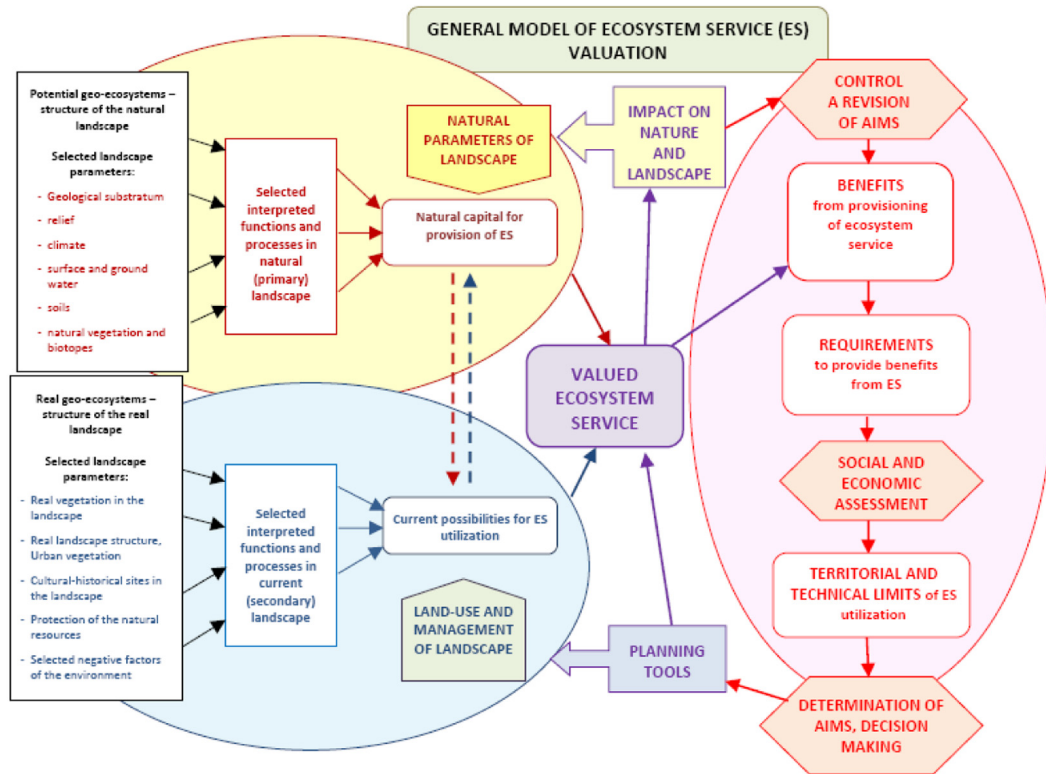 GENERAL MODEL OF ECOSYSTEM SERVICE (ES)
VALUATION
Potential geo-ecosystems –
structure of the natural
landscape
Selected landscape
parameters:
- Geological substratum
- relief
- climate
- surface and ground
water
- soils
- natural vegetation and
biotopes
Selected
interpreted
functions and
processes in
natural
(primary)
landscape
NATURAL
PARAMETERS OF
LANDSCAPE
Natural capital for
provision of ES
IMPACT ON
NATURE
AND
LANDSCAPE
CONTROL
A REVISION
OF AIMS
BENEFITS
from provisioning
of ecosystem
service
REQUIREMENTS
to provide benefits
from ES
SOCIAL AND
ECONOMIC
ASSESSMENT
TERRITORIAL AND
TECHNICAL LIMITS of ES
utilization
DETERMINATION OF
AIMS, DECISION
MAKING
VALUED
ECOSYSTEM
SERVICE
Real geo-ecosystems –
structure of the real
landscape
Selected landscape
parameters:
- Real vegetation in the
landscape
- Real landscape structure,
Urban vegetation
- Cultural-historical sites in
the landscape
- Protection of the natural
resources
- Selected negative factors
of the environment
Selected
interpreted
functions and
processes in
current
(secondary)
landscape
Current possibilities for ES
utilization
LAND-USE AND
MANAGEMENT
OF LANDSCAPE
PLANNING
TOOLS